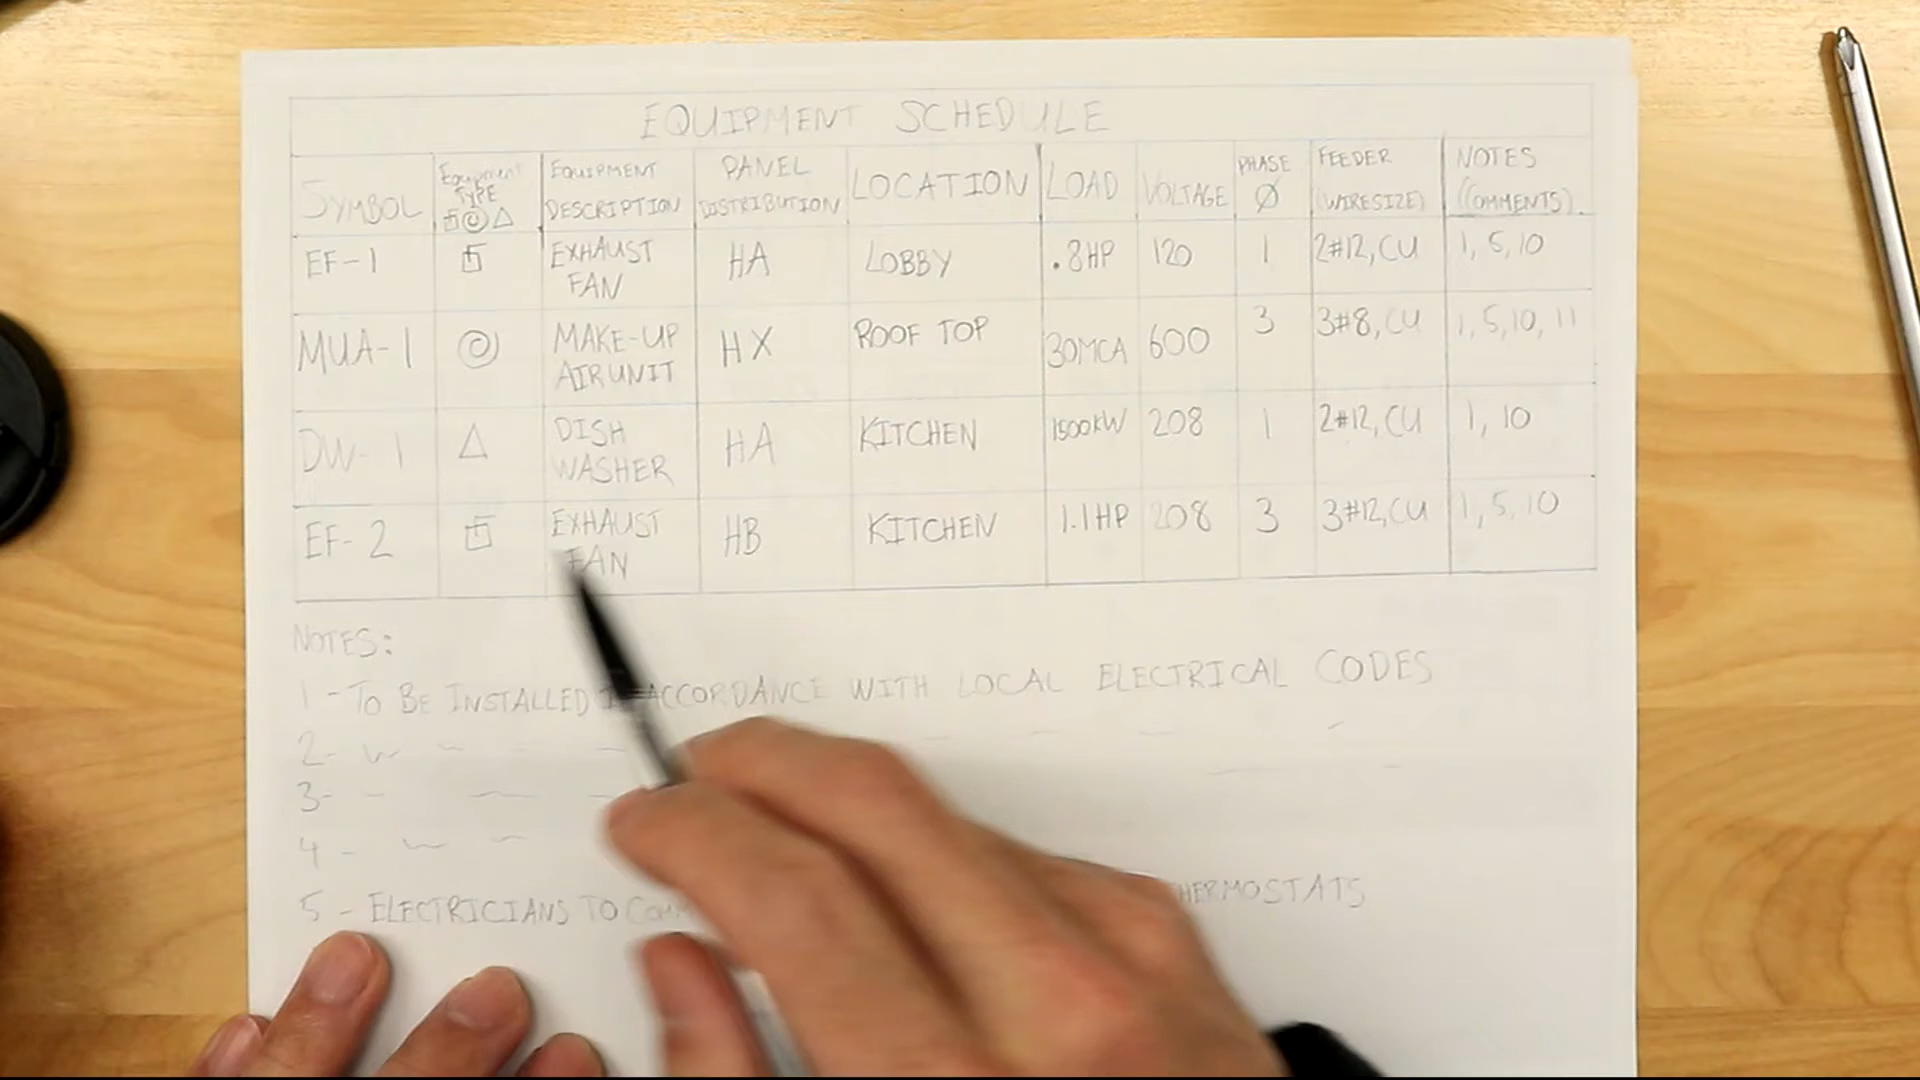 EQUIPMENT SCHEDULE
SYMBOL Equipment TYPE EQUIPMENT DESCRIPTION PANEL DISTRIBUTION LOCATION LOAD VOLTAGE PHASE Ø FEEDER (WIRESIZE) NOTES (COMMENTS)
EF-1 EXHAUST FAN HA LOBBY .8HP 120 1 2#12, CU 1, 5, 10
MUA-1 MAKE-UP AIR UNIT HX ROOF TOP 30MCA 600 3 3#8, CU 1, 5, 10, 11
DW-1 DISH WASHER HA KITCHEN 1500KW 208 1 2#12, CU 1, 10
EF-2 EXHAUST FAN HB KITCHEN 1.1HP 208 3 3#12, CU 1, 5, 10
NOTES:
1 - TO BE INSTALLED ACCORDANCE WITH LOCAL ELECTRICAL CODES
2-
3-
4-
5 - ELECTRICIANS TO